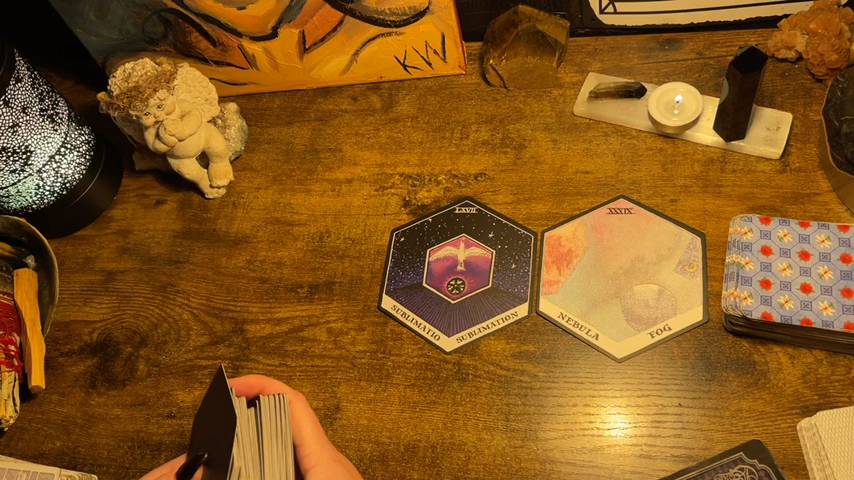 KW
LXVII
SUBLIMATIO SUBLIMATION
XXXIX
NEBULA FOG